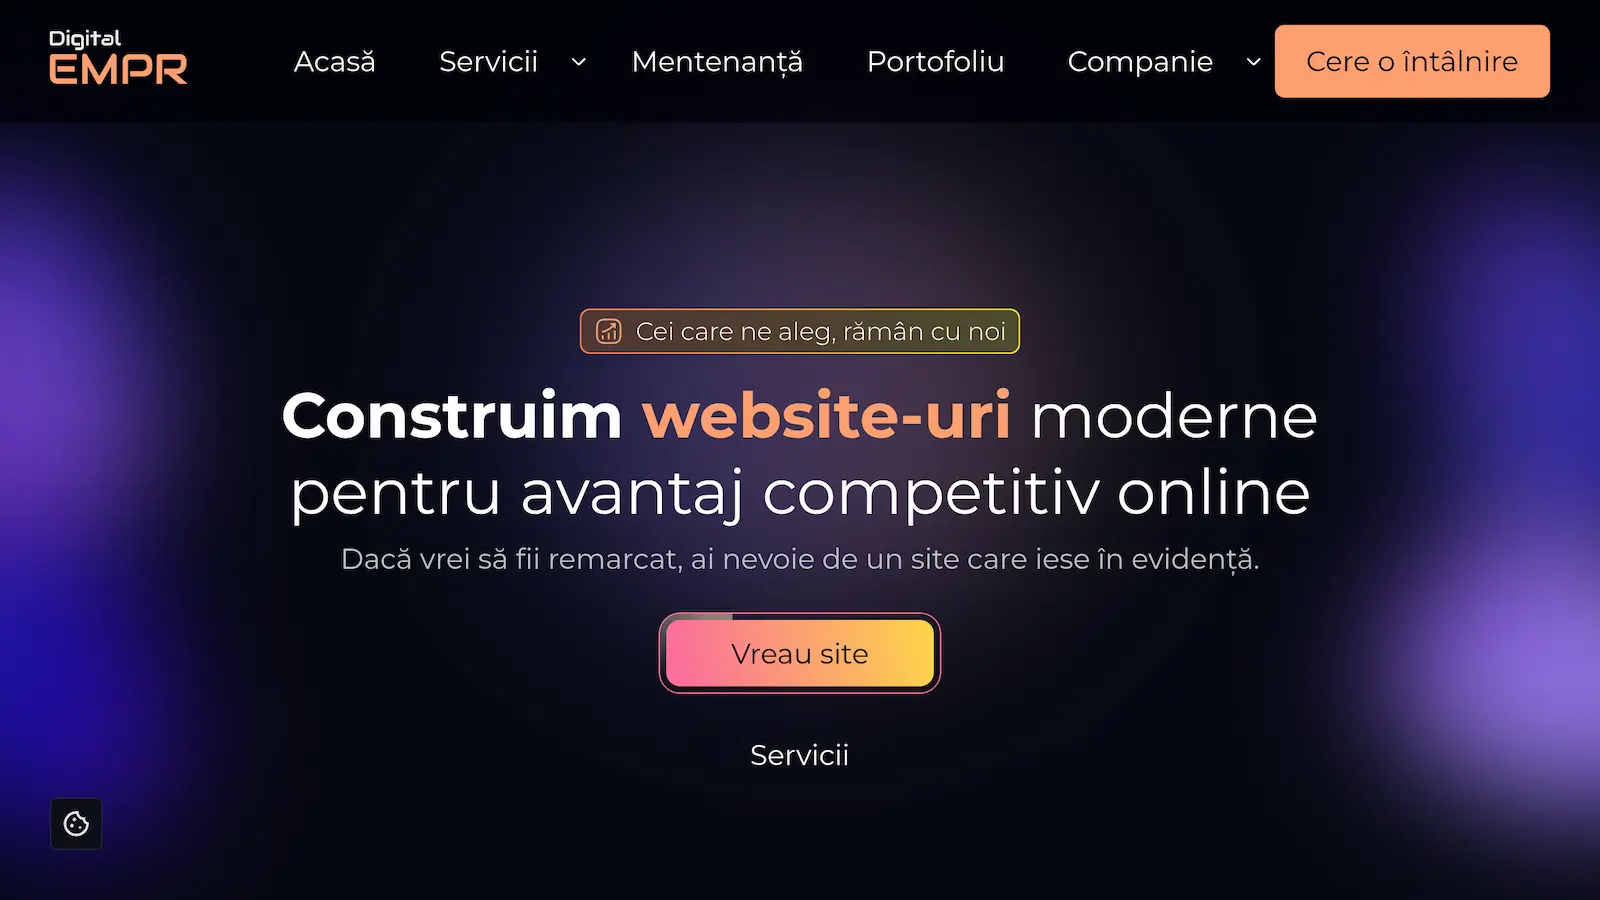 Digital
EMPR
Acasă
Servicii
Mentenanță
Portofoliu
Companie
Cere o întâlnire
Cei care ne aleg, rămân cu noi
Construim website-uri moderne
pentru avantaj competitiv online
Dacă vrei să fii remarcat, ai nevoie de un site care iese în evidență.
Vreau site
Servicii